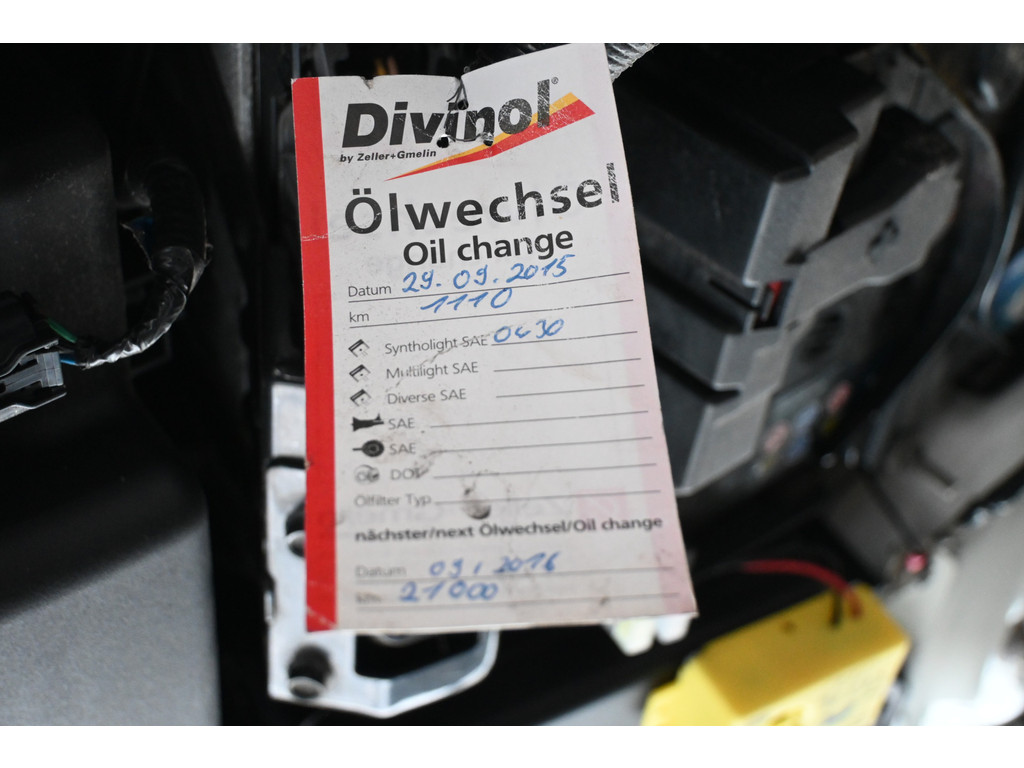 Divinol®
by Zeller+Gmelin
Ölwechsel
Oil change
Datum 29.09.2015
km 1110
Syntholight SAE 0W30
Multilight SAE
Diverse SAE
SAE
SAE
DOT
Ölfilter Typ
nächster/next Ölwechsel/Oil change
Datum 09.2016
km 21000